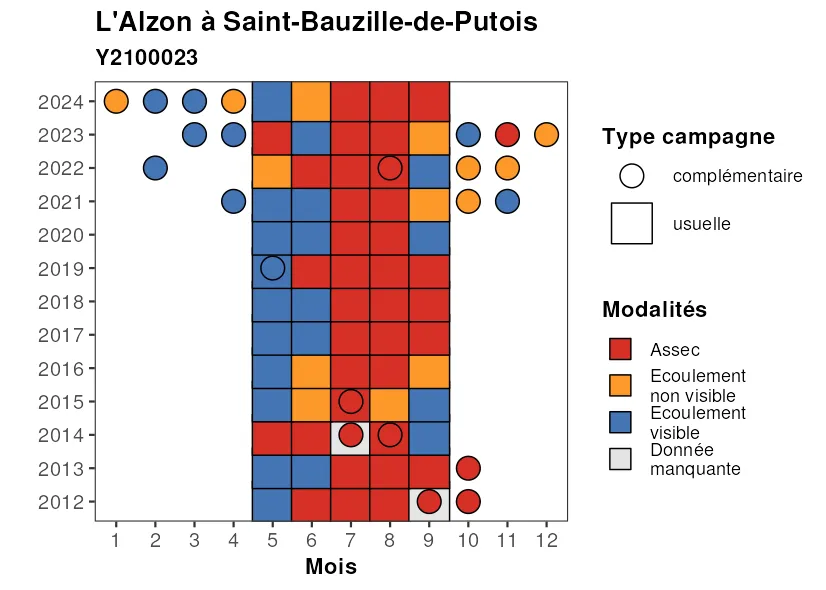 L'Alzon à Saint-Bauzille-de-Putois
Y2100023
2024
2023
2022
2021
2020
2019
2018
2017
2016
2015
2014
2013
2012
1 2 3 4 5 6 7 8 9 10 11 12
Mois
Type campagne
complémentaire
usuelle
Modalités
Assec
Ecoulement
non visible
Ecoulement
visible
Donnée
manquante